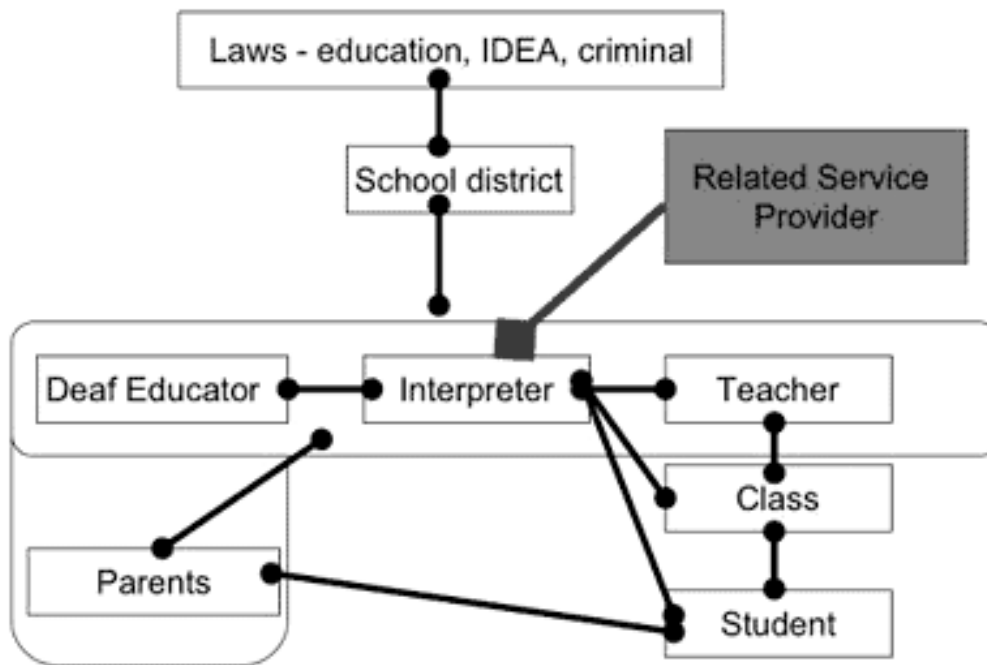 Laws - education, IDEA, criminal
School district
Related Service
Provider
Deaf Educator
Interpreter
Teacher
Class
Parents
Student